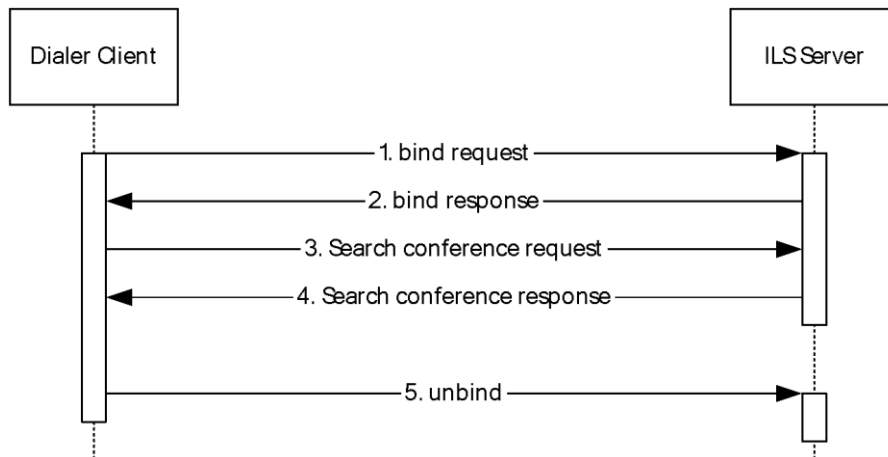 Dialer Client
ILS Server
1. bind request
2. bind response
3. Search conference request
4. Search conference response
5. unbind